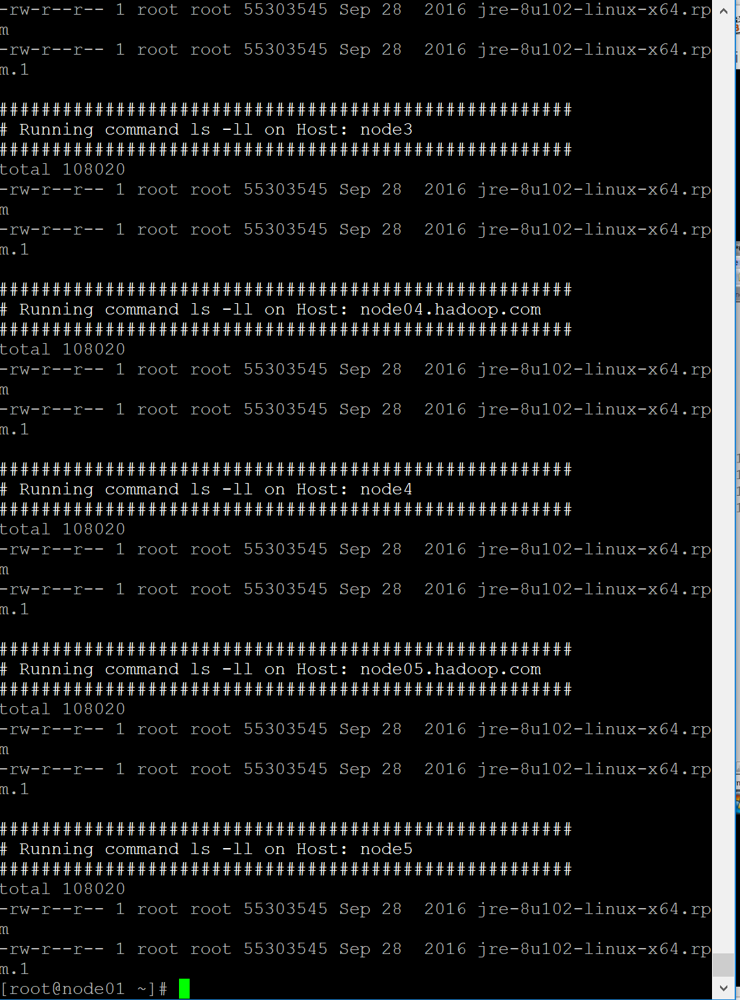 -rw-r--r-- 1 root root 55303545 Sep 28  2016 jre-8u102-linux-x64.rp
m
-rw-r--r-- 1 root root 55303545 Sep 28  2016 jre-8u102-linux-x64.rp
m.1
######################################################
# Running command ls -ll on Host: node3
######################################################
total 108020
-rw-r--r-- 1 root root 55303545 Sep 28  2016 jre-8u102-linux-x64.rp
m
-rw-r--r-- 1 root root 55303545 Sep 28  2016 jre-8u102-linux-x64.rp
m.1
######################################################
# Running command ls -ll on Host: node04.hadoop.com
######################################################
total 108020
-rw-r--r-- 1 root root 55303545 Sep 28  2016 jre-8u102-linux-x64.rp
m
-rw-r--r-- 1 root root 55303545 Sep 28  2016 jre-8u102-linux-x64.rp
m.1
######################################################
# Running command ls -ll on Host: node4
######################################################
total 108020
-rw-r--r-- 1 root root 55303545 Sep 28  2016 jre-8u102-linux-x64.rp
m
-rw-r--r-- 1 root root 55303545 Sep 28  2016 jre-8u102-linux-x64.rp
m.1
######################################################
# Running command ls -ll on Host: node05.hadoop.com
######################################################
total 108020
-rw-r--r-- 1 root root 55303545 Sep 28  2016 jre-8u102-linux-x64.rp
m
-rw-r--r-- 1 root root 55303545 Sep 28  2016 jre-8u102-linux-x64.rp
m.1
######################################################
# Running command ls -ll on Host: node5
######################################################
total 108020
-rw-r--r-- 1 root root 55303545 Sep 28  2016 jre-8u102-linux-x64.rp
m
-rw-r--r-- 1 root root 55303545 Sep 28  2016 jre-8u102-linux-x64.rp
m.1
[root@node01 ~]#